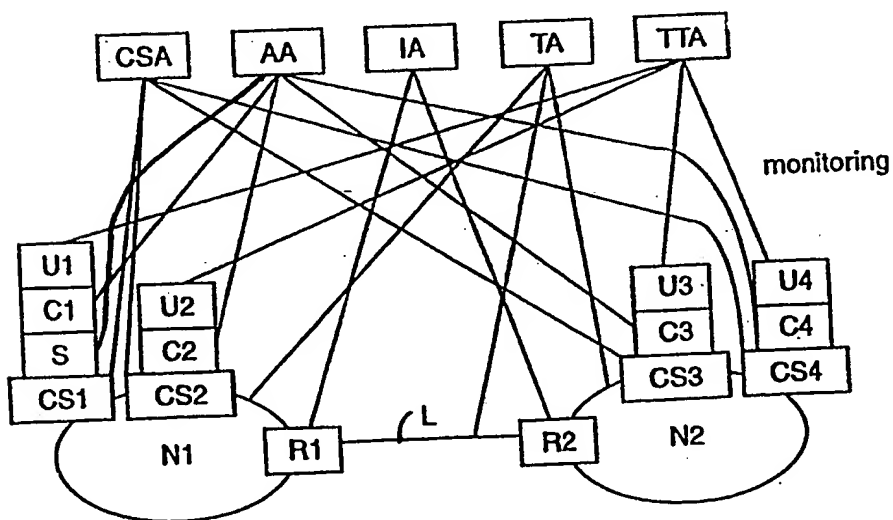 CSA AA IA TA TTA
monitoring
U1
C1
S
CS1
U2
C2
CS2
N1
R1
L
R2
U3
C3
CS3
U4
C4
CS4
N2